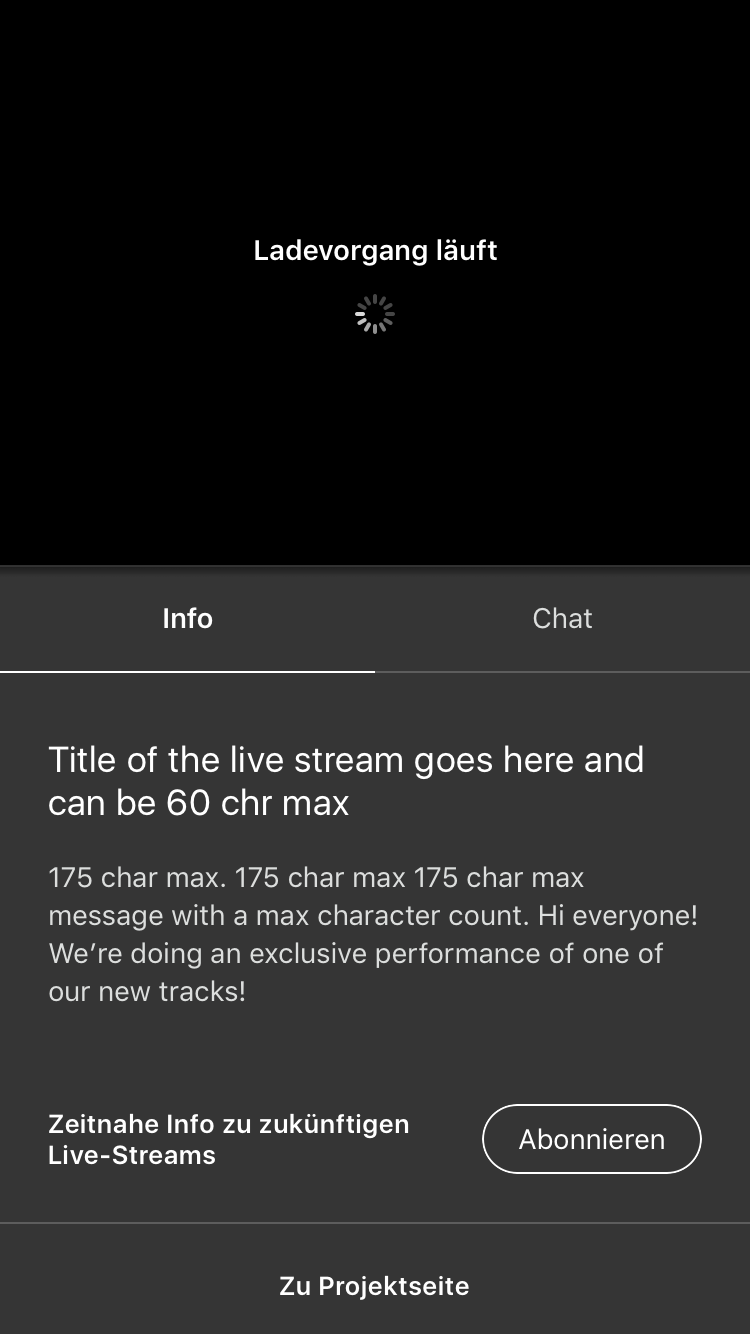 Ladevorgang läuft
Info
Chat
Title of the live stream goes here and
can be 60 chr max
175 char max. 175 char max 175 char max
message with a max character count. Hi everyone!
We’re doing an exclusive performance of one of
our new tracks!
Zeitnahe Info zu zukünftigen
Live-Streams
Abonnieren
Zu Projektseite